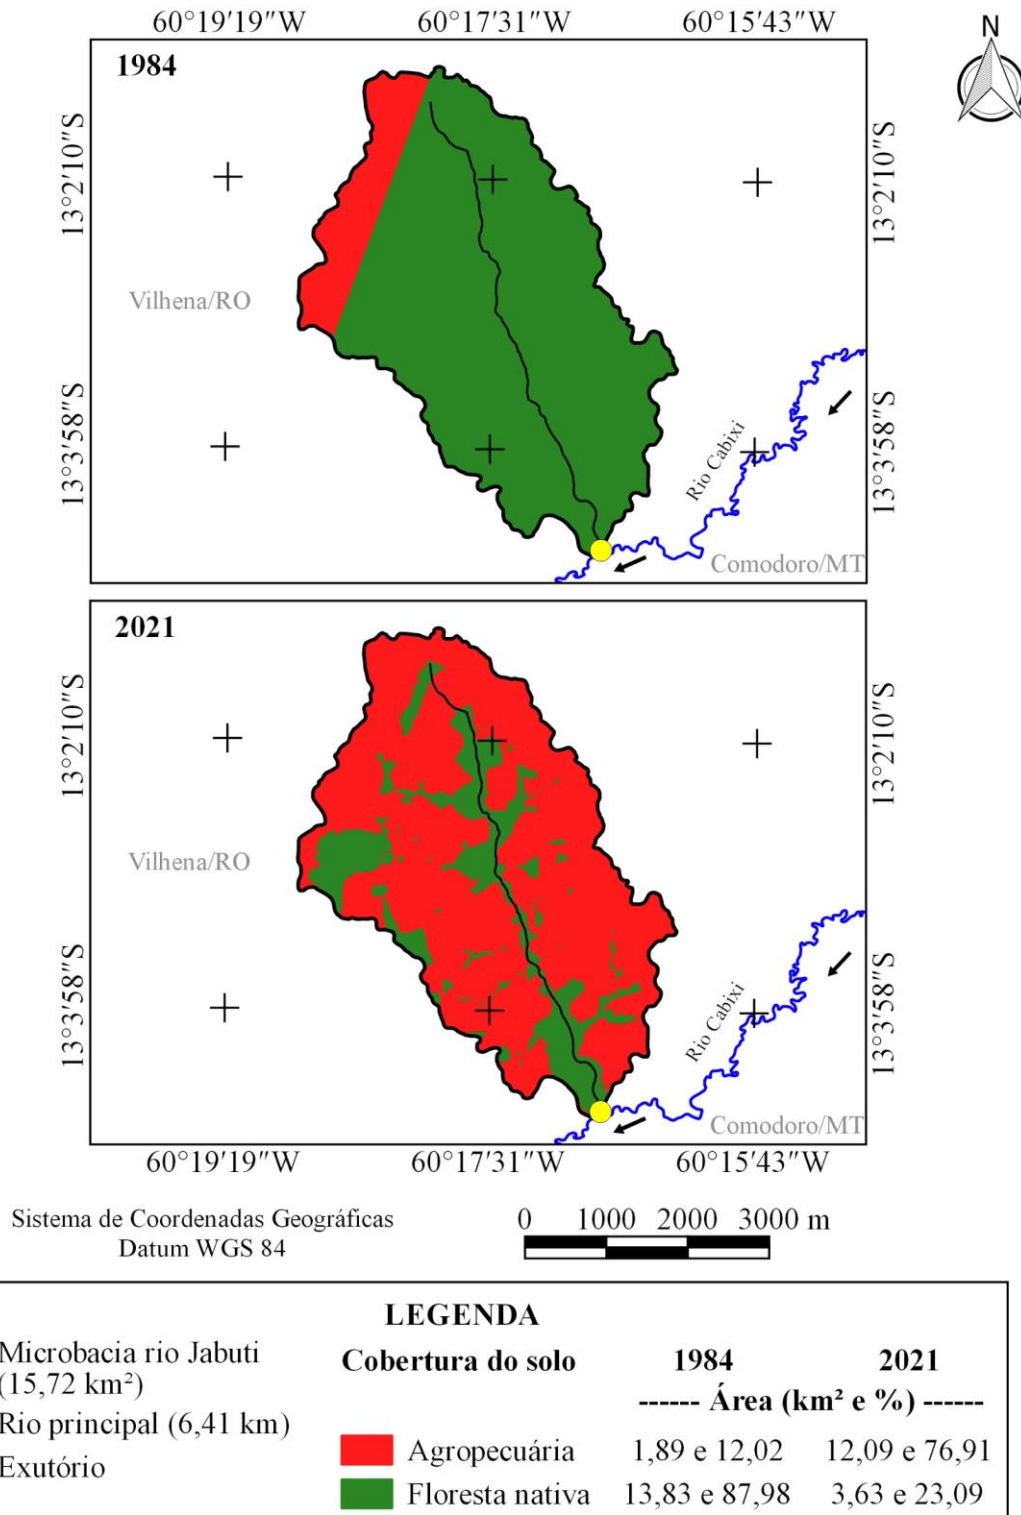 60°19'19"W 60°17'31"W 60°15'43"W
N
1984
13°2'10"S 13°2'10"S
Vilhena/RO
13°3'58"S 13°3'58"S
Rio Cabixi
Comodoro/MT
2021
13°2'10"S 13°2'10"S
Vilhena/RO
13°3'58"S 13°3'58"S
Rio Cabixi
Comodoro/MT
60°19'19"W 60°17'31"W 60°15'43"W
Sistema de Coordenadas Geográficas
Datum WGS 84
0 1000 2000 3000 m
LEGENDA
Microbacia rio Jabuti
(15,72 km²)
Rio principal (6,41 km)
Exutório
Cobertura do solo 1984 2021
------ Área (km² e %) ------
Agropecuária 1,89 e 12,02 12,09 e 76,91
Floresta nativa 13,83 e 87,98 3,63 e 23,09